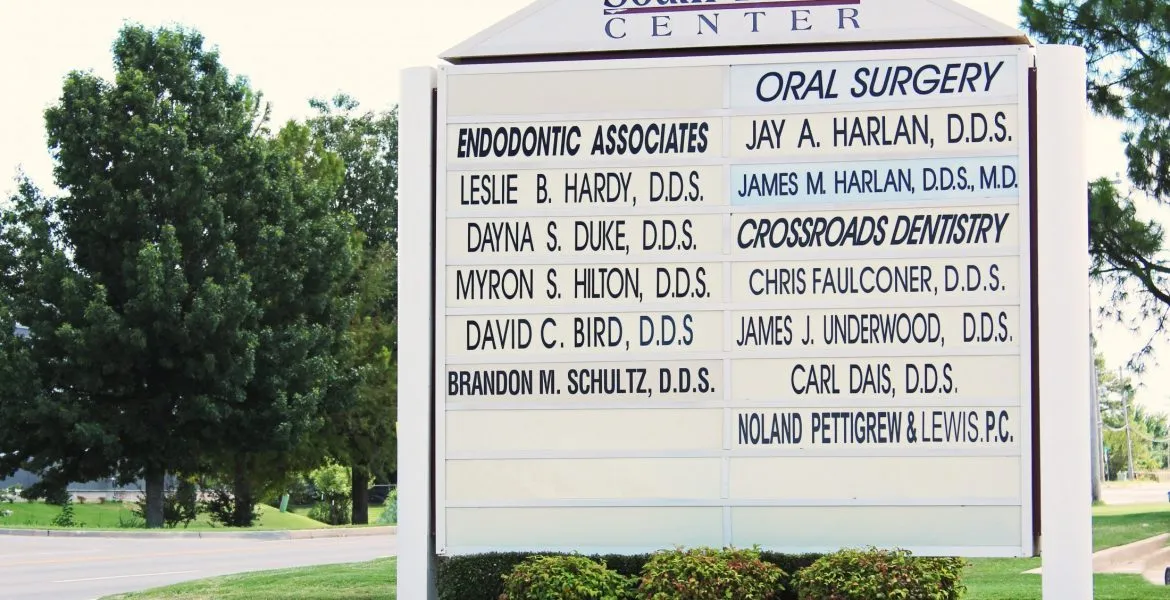 CENTER
ENDODONTIC ASSOCIATES
LESLIE B. HARDY, D.D.S.
DAYNA S. DUKE, D.D.S.
MYRON S. HILTON, D.D.S.
DAVID C. BIRD, D.D.S
BRANDON M. SCHULTZ, D.D.S.
ORAL SURGERY
JAY A. HARLAN, D.D.S.
JAMES M. HARLAN, D.D.S., M.D.
CROSSROADS DENTISTRY
CHRIS FAULCONER, D.D.S.
JAMES J. UNDERWOOD, D.D.S.
CARL DAIS, D.D.S.
NOLAND PETTIGREW & LEWIS.P.C.